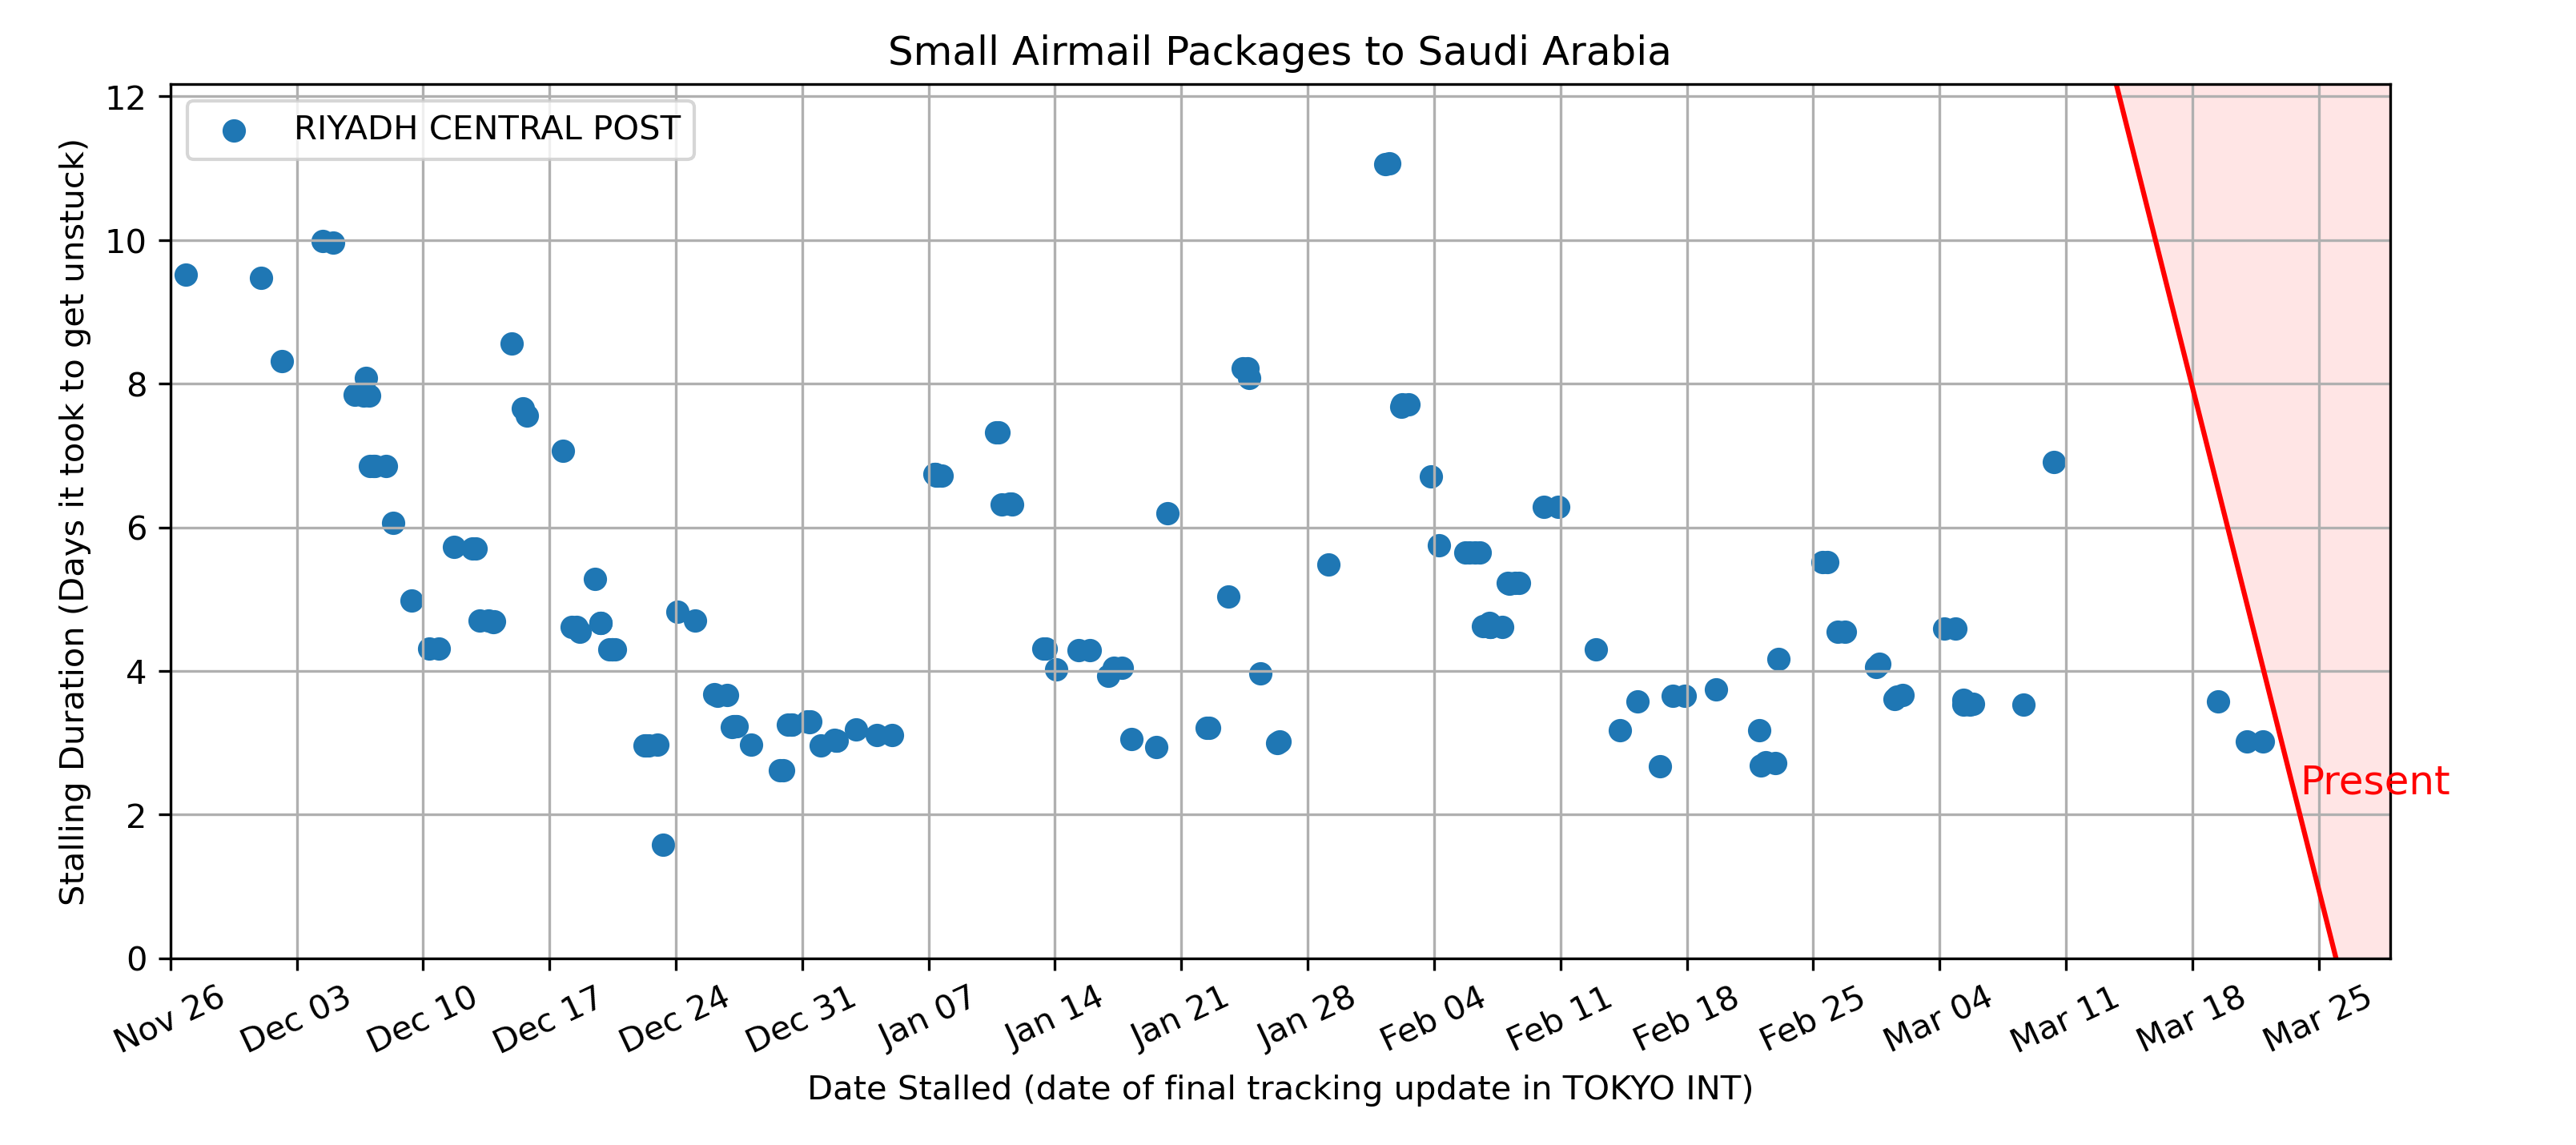 Small Airmail Packages to Saudi Arabia
RIYADH CENTRAL POST
Stalling Duration (Days it took to get unstuck)
12
10
8
6
4
2
0
Present
Nov 26
Dec 03
Dec 10
Dec 17
Dec 24
Dec 31
Jan 07
Jan 14
Jan 21
Jan 28
Feb 04
Feb 11
Feb 18
Feb 25
Mar 04
Mar 11
Mar 18
Mar 25
Date Stalled (date of final tracking update in TOKYO INT)